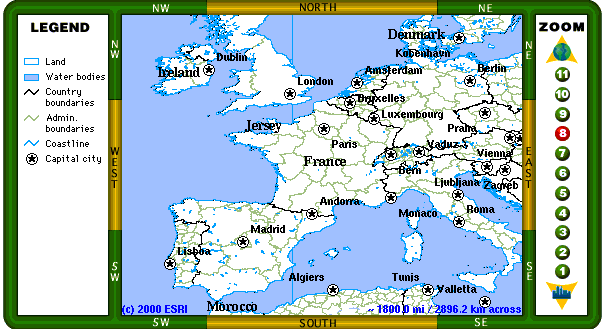 NW NORTH NE
LEGEND
Land
Water bodies
Country
boundaries
Admin.
boundaries
Coastline
Capital city
NW
WEST
SW
Denmark
Kobenhavn
Dublin
Ireland
London
Amsterdam
Berlin
Bruxelles
Luxembourg
Jersey
Praha
Paris
Vaduz
Vienna
France
Bern
Ljubljana
Zagreb
Andorra
Monaco
Roma
Madrid
Lisboa
Algiers
Tunis
Valletta
Morocco
(c) 2000 ESRI
~ 1800.0 mi / 2896.2 km across
NE
EAST
SE
SW SOUTH SE
ZOOM
11
10
9
8
7
6
5
4
3
2
1